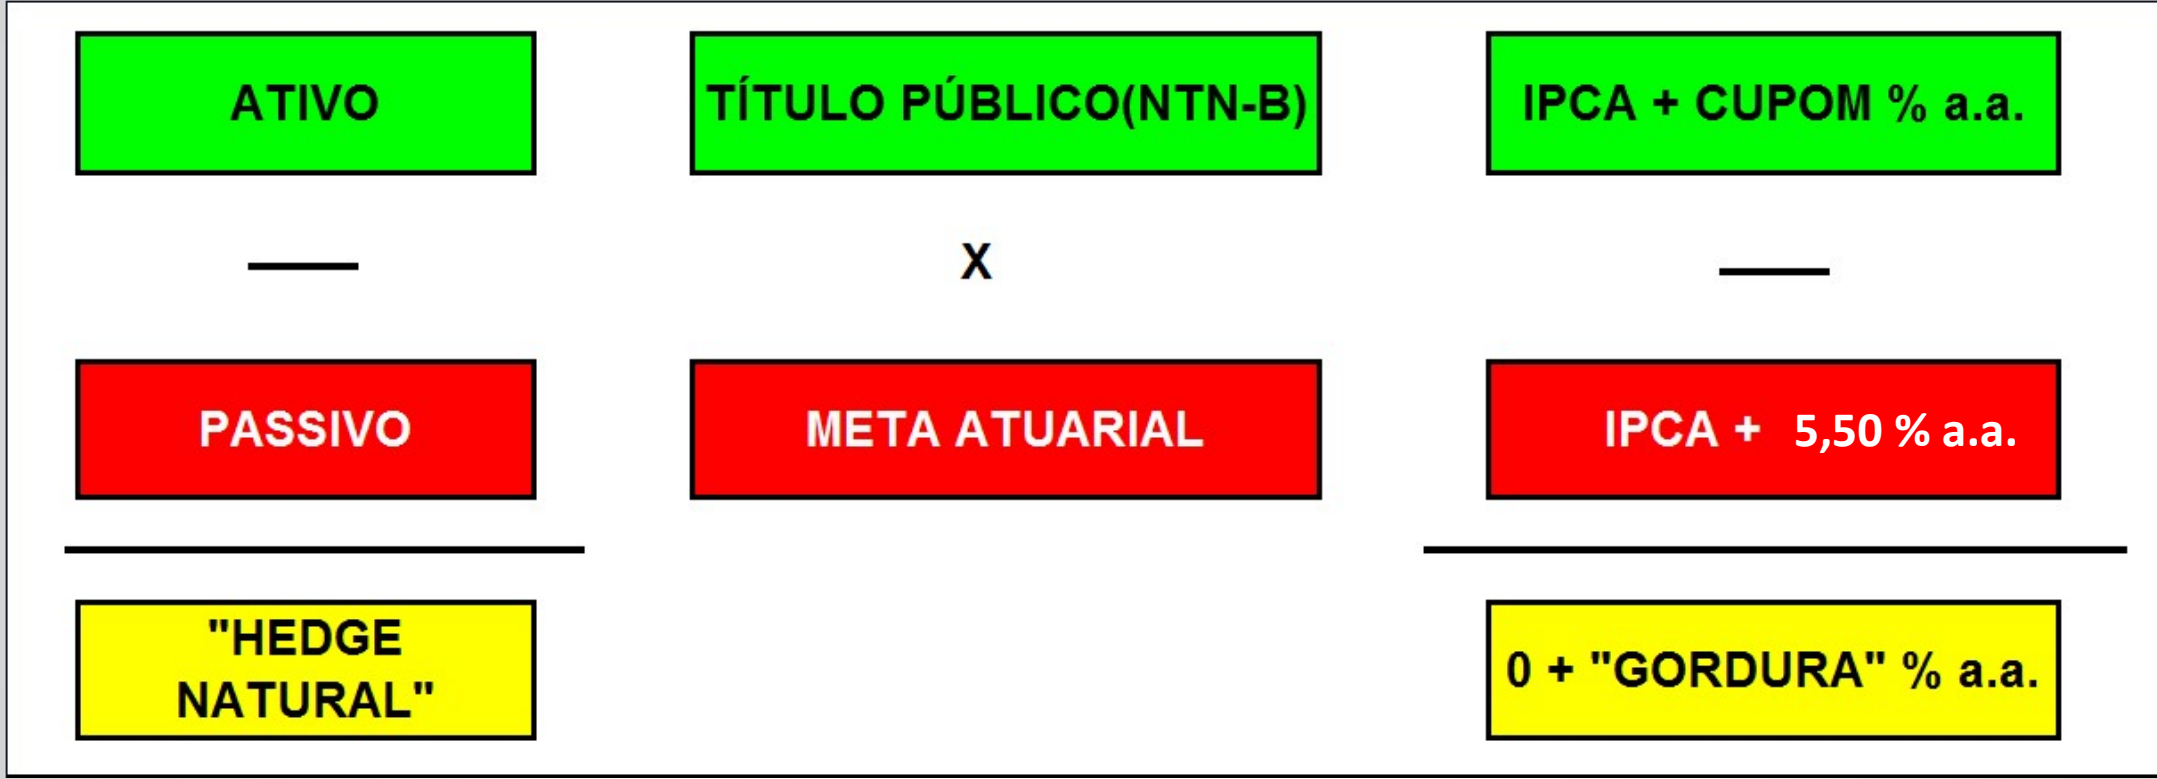 ATIVO
TÍTULO PÚBLICO(NTN-B)
IPCA + CUPOM % a.a.
X
PASSIVO
META ATUARIAL
IPCA + 5,50 % a.a.
"HEDGE
NATURAL"
0 + "GORDURA" % a.a.